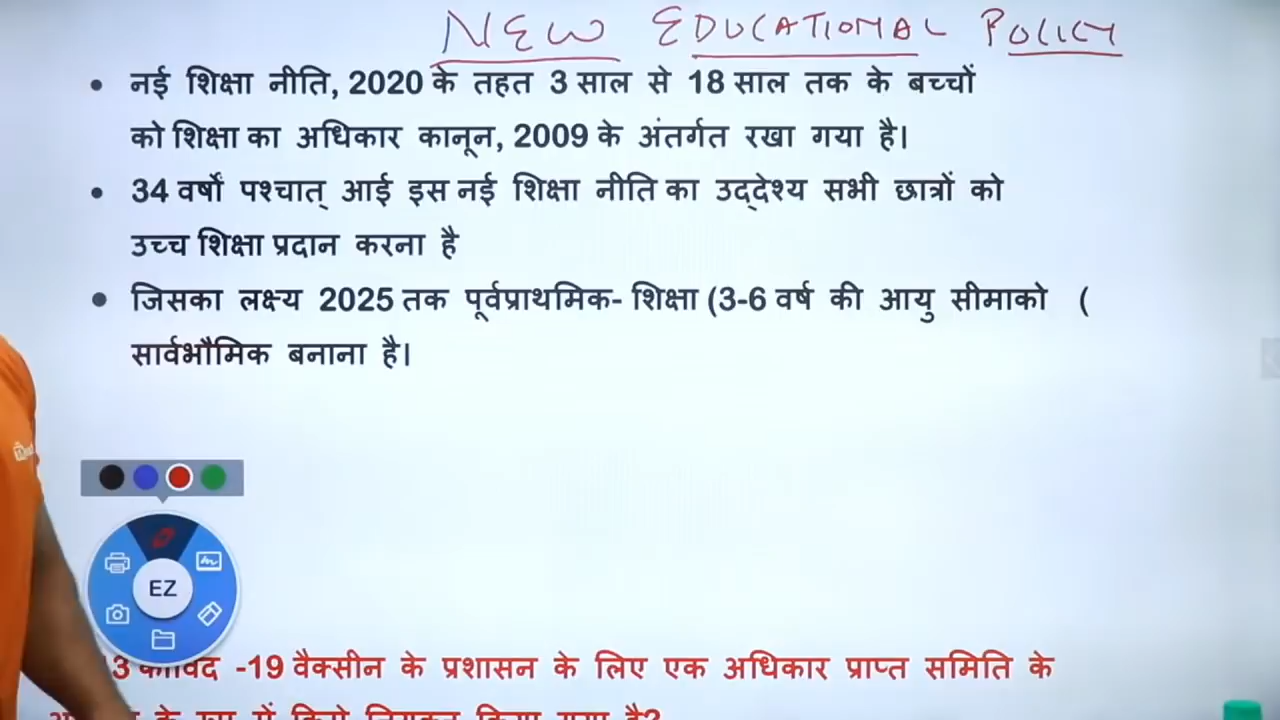 NEW EDUCATIONAL POLICY
• नई शिक्षा नीति, 2020 के तहत 3 साल से 18 साल तक के बच्चों
को शिक्षा का अधिकार कानून, 2009 के अंतर्गत रखा गया है।
• 34 वर्षों पश्चात् आई इस नई शिक्षा नीति का उद्देश्य सभी छात्रों को
उच्च शिक्षा प्रदान करना है
• जिसका लक्ष्य 2025 तक पूर्वप्राथमिक- शिक्षा (3-6 वर्ष की आयु सीमाको (
सार्वभौमिक बनाना है।
EZ
-19 वैक्सीन के प्रशासन के लिए एक अधिकार प्राप्त समिति के
के रूप में किसे नियुक्त किया गया है?